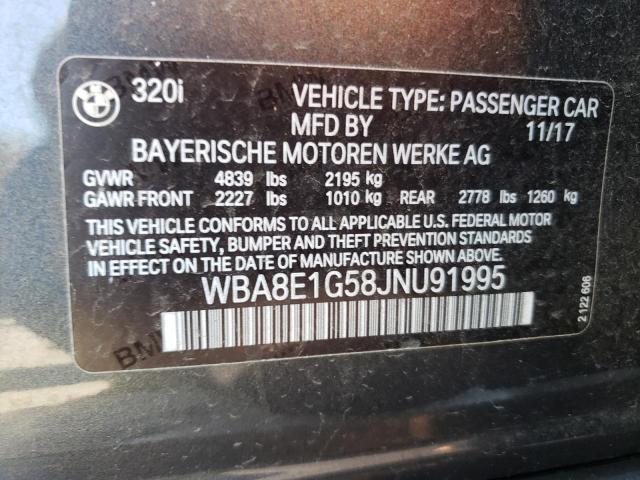 320i VEHICLE TYPE: PASSENGER CAR
MFD BY 11/17
BAYERISCHE MOTOREN WERKE AG
GVWR 4839 lbs 2195 kg
GAWR FRONT 2227 lbs 1010 kg REAR 2778 lbs 1260 kg
THIS VEHICLE CONFORMS TO ALL APPLICABLE U.S. FEDERAL MOTOR
VEHICLE SAFETY, BUMPER AND THEFT PREVENTION STANDARDS
IN EFFECT ON THE DATE OF MANUFACTURE SHOWN ABOVE.
WBA8E1G58JNU91995
2 122 606